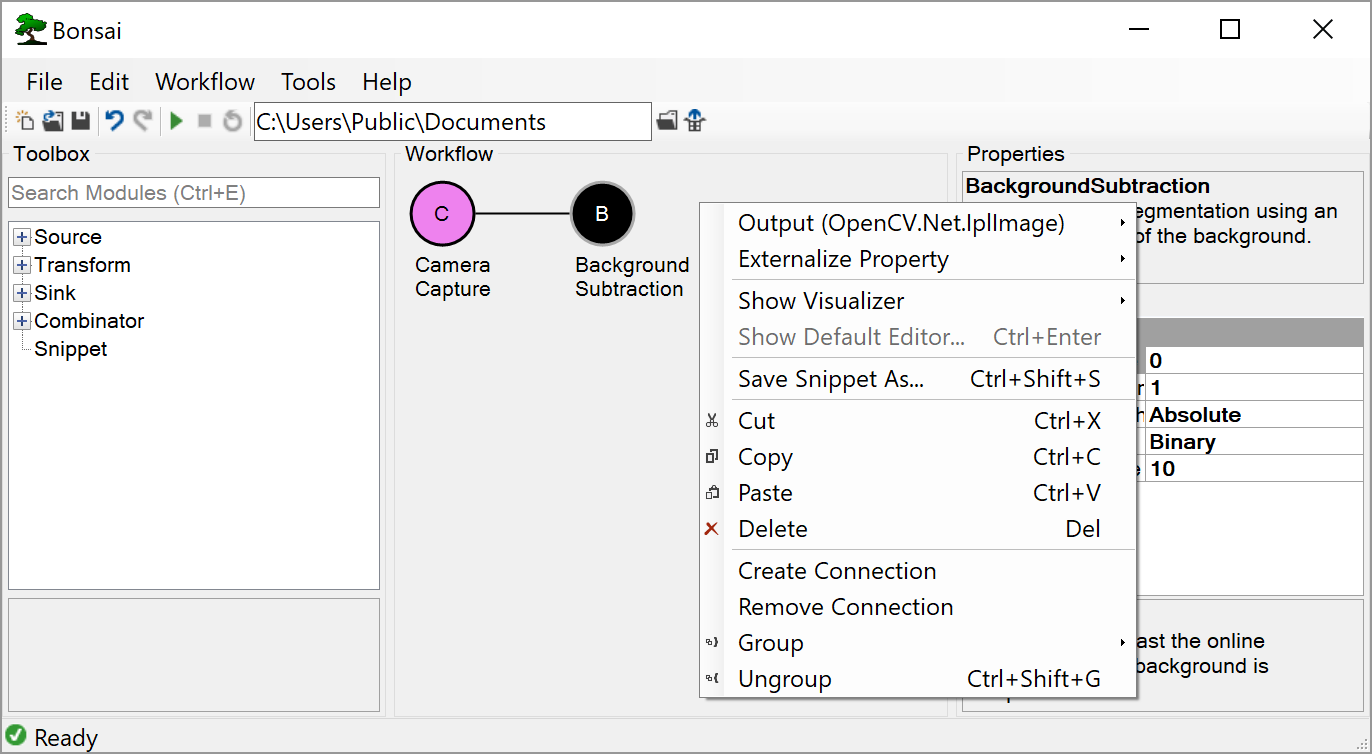 Bonsai
File Edit Workflow Tools Help
C:\Users\Public\Documents
Toolbox
Search Modules (Ctrl+E)
Source
Transform
Sink
Combinator
Snippet
Workflow
C
B
Camera
Capture
Background
Subtraction
Output (OpenCV.Net.IplImage)
Externalize Property
Show Visualizer
Show Default Editor... Ctrl+Enter
Save Snippet As... Ctrl+Shift+S
Cut Ctrl+X
Copy Ctrl+C
Paste Ctrl+V
Delete Del
Create Connection
Remove Connection
Group
Ungroup Ctrl+Shift+G
Properties
BackgroundSubtraction
egmentation using an
of the background.
0
1
Absolute
Binary
10
ast the online
background is
Ready